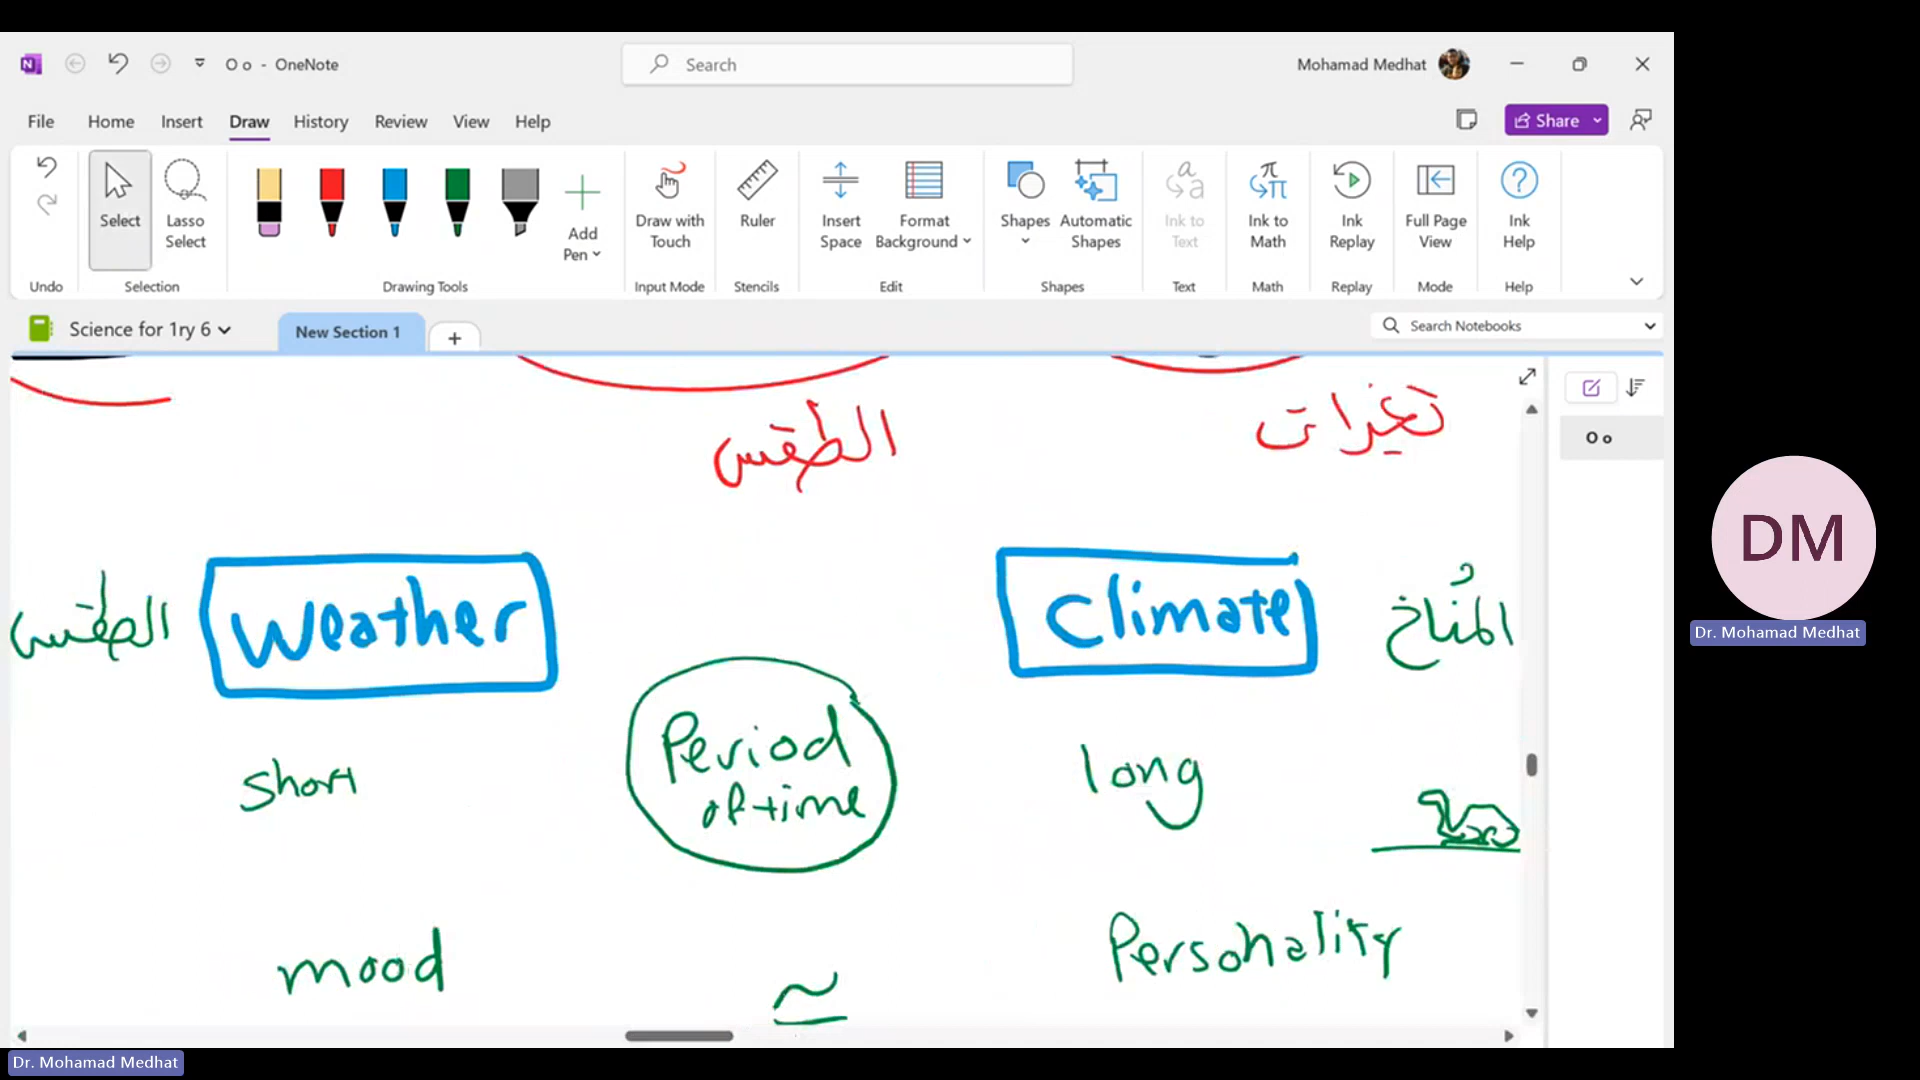 O o - OneNote
Search
Mohamad Medhat
File Home Insert Draw History Review View Help
Share
Select
Lasso Select
Add Pen
Draw with Touch
Ruler
Insert Space
Format Background
Shapes
Automatic Shapes
Ink to Text
Ink to Math
Ink Replay
Full Page View
Ink Help
Undo Selection Drawing Tools Input Mode Stencils Edit Shapes Text Math Replay Mode Help
Science for 1ry 6
New Section 1
Search Notebooks
O o
الطقس
تغيرات
الطقس
Weather
Climate
المُناخ
short
Period
of time
long
mood
≃
Personality
DM
Dr. Mohamad Medhat
Dr. Mohamad Medhat